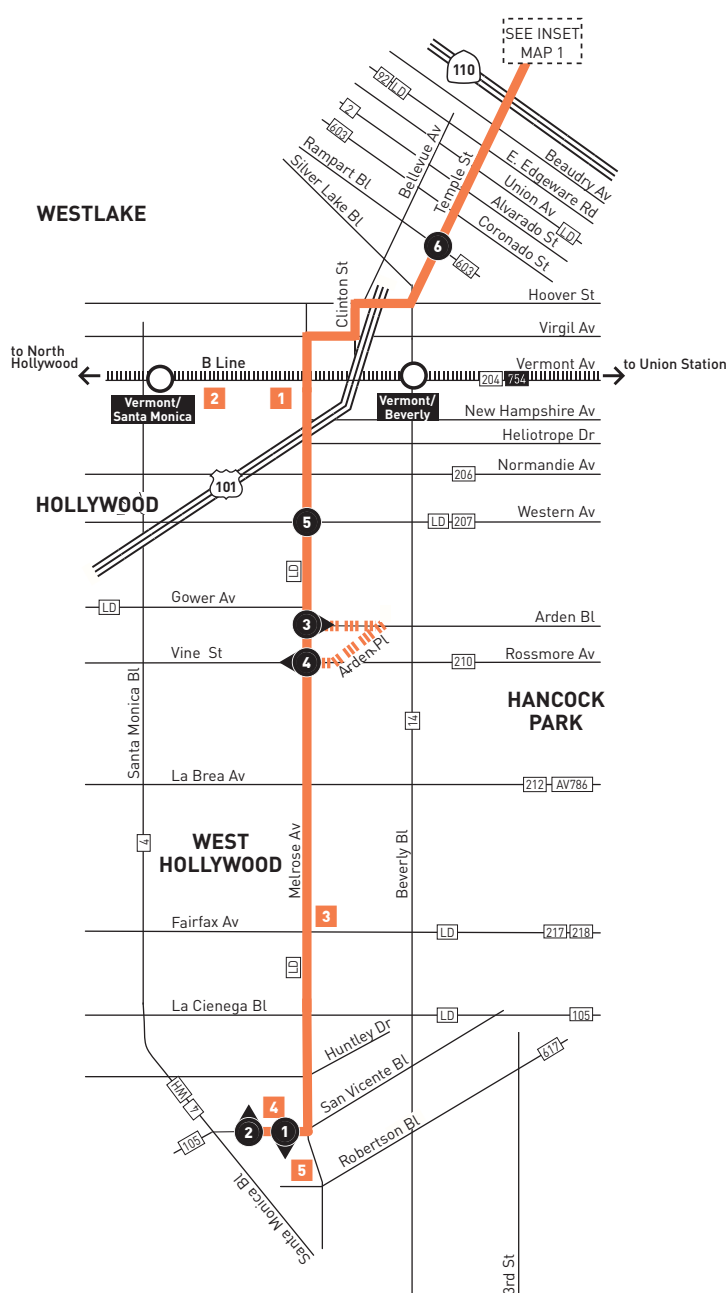 SEE INSET
MAP 1
110
92 LD
2
603
Beaudry Av
E. Edgeware Rd
Union Av
LD
Alvarado St
Coronado St
Rampart Bl
Silver Lake Bl
Bellevue Av
Temple St
WESTLAKE
6
603
Clinton St
Hoover St
Virgil Av
to North
Hollywood
B Line
Vermont Av
to Union Station
204 754
Vermont/
Santa Monica
2
1
Vermont/
Beverly
New Hampshire Av
Heliotrope Dr
Normandie Av
206
101
HOLLYWOOD
5
LD 207
Western Av
LD
Gower Av
LD
3
Arden Bl
Arden Pl
Vine St
4
210
Rossmore Av
HANCOCK
PARK
Santa Monica Bl
14
La Brea Av
212 AV786
4
WEST
HOLLYWOOD
Melrose Av
Beverly Bl
3
Fairfax Av
LD
217 218
LD
La Cienega Bl
LD
105
Huntley Dr
San Vicente Bl
617
WH 4
4
105
2
1
Robertson Bl
5
Santa Monica Bl
3rd St